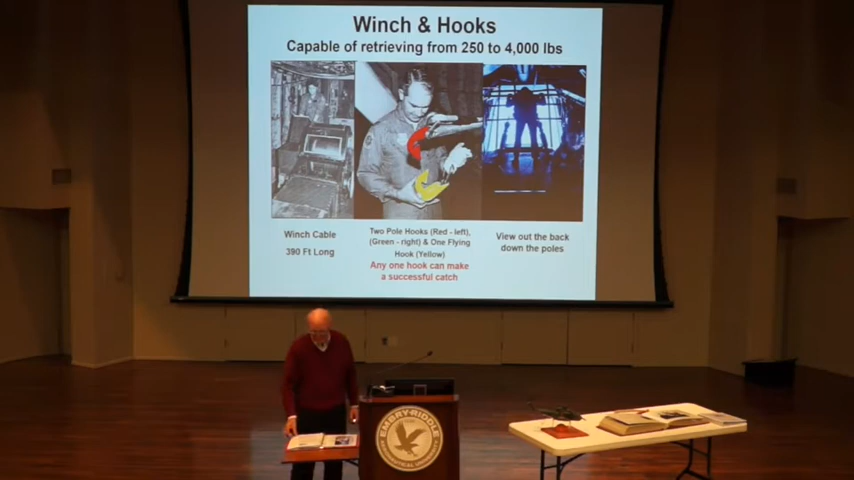 Winch & Hooks
Capable of retrieving from 250 to 4,000 lbs
Winch Cable
390 Ft Long
Two Pole Hooks (Red - left),
(Green - right) & One Flying
Hook (Yellow)
Any one hook can make
a successful catch
View out the back
down the poles
EMBRY-RIDDLE